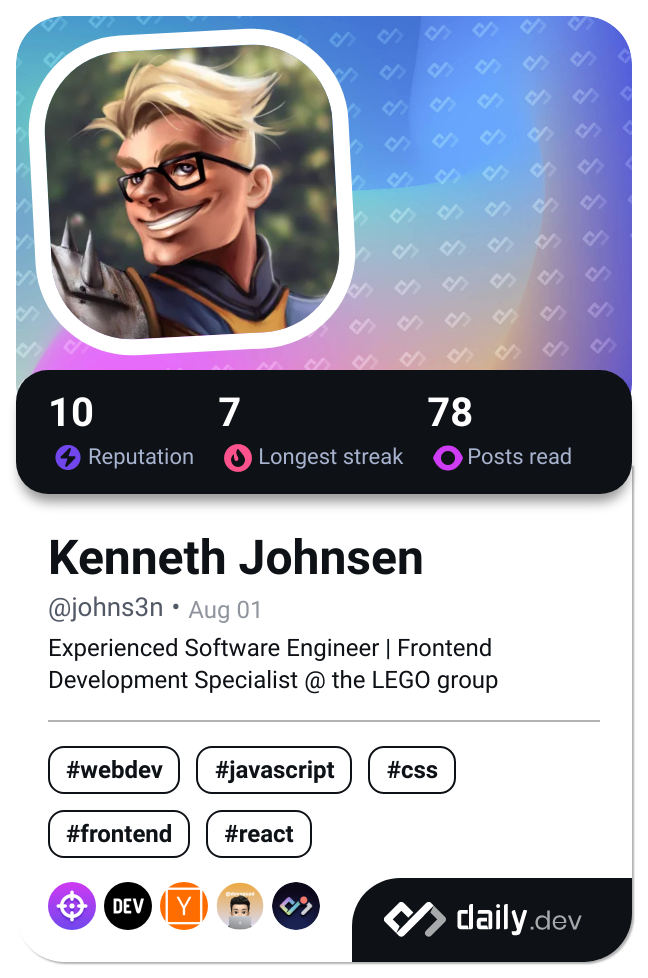 10 7 78
Reputation Longest streak Posts read
Kenneth Johnsen
@johns3n • Aug 01
Experienced Software Engineer | Frontend
Development Specialist @ the LEGO group
#webdev #javascript #css
#frontend #react
DEV Y
daily.dev